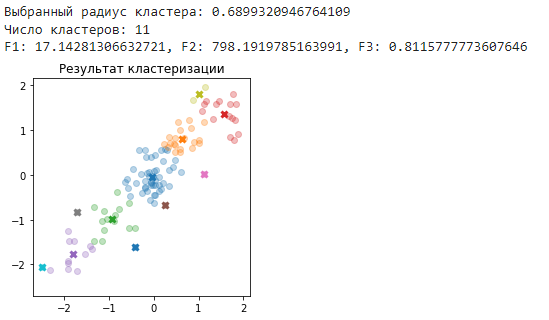 Выбранный радиус кластера: 0.6899320946764109
Число кластеров: 11
F1: 17.14281306632721, F2: 798.1919785163991, F3: 0.8115777773607646
Результат кластеризации
2
1
0
−1
−2
−2 −1 0 1 2